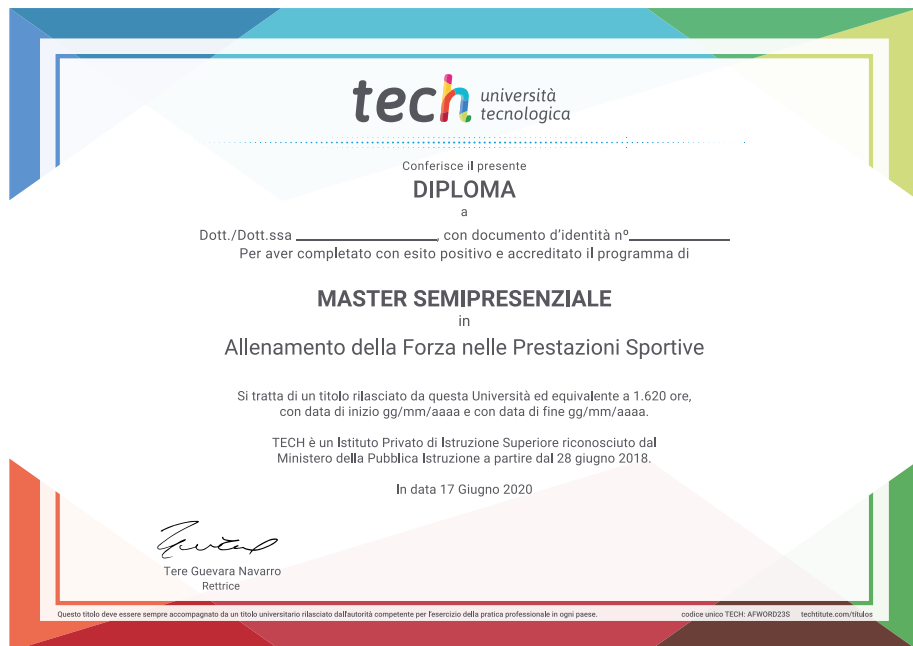 tech università
tecnologica
Conferisce il presente
DIPLOMA
a
Dott./Dott.ssa ________________, con documento d'identità nº____________
Per aver completato con esito positivo e accreditato il programma di
MASTER SEMIPRESENZIALE
in
Allenamento della Forza nelle Prestazioni Sportive
Si tratta di un titolo rilasciato da questa Università ed equivalente a 1.620 ore,
con data di inizio gg/mm/aaaa e con data di fine gg/mm/aaaa.
TECH è un Istituto Privato di Istruzione Superiore riconosciuto dal
Ministero della Pubblica Istruzione a partire dal 28 giugno 2018.
In data 17 Giugno 2020
Tere Guevara Navarro
Rettrice
Questo titolo deve essere sempre accompagnato da un titolo universitario rilasciato dall'autorità competente per l'esercizio della pratica professionale in ogni paese. codice unico TECH: AFWORD23S techtitute.com/titulos